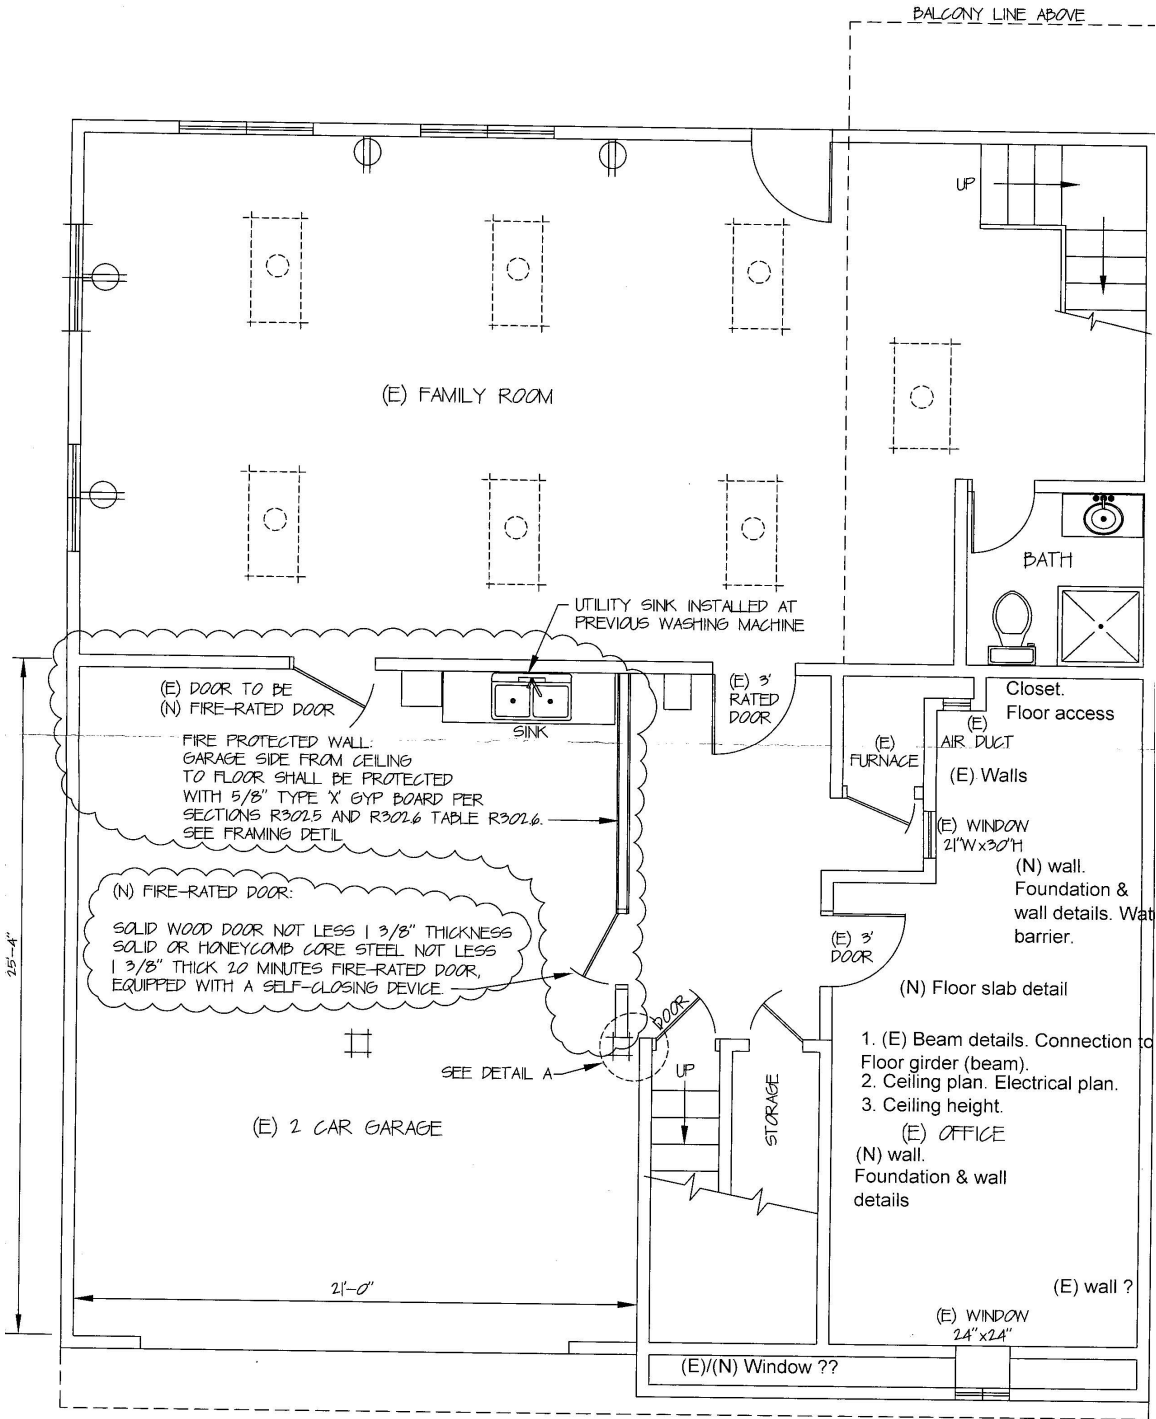 BALCONY LINE ABOVE
UP
(E) FAMILY ROOM
BATH
UTILITY SINK INSTALLED AT
PREVIOUS WASHING MACHINE
(E) DOOR TO BE
(N) FIRE-RATED DOOR
SINK
(E) 3'
RATED
DOOR
Closet.
Floor access
(E)
AIR DUCT
(E)
FURNACE
(E) Walls
FIRE PROTECTED WALL:
GARAGE SIDE FROM CEILING
TO FLOOR SHALL BE PROTECTED
WITH 5/8" TYPE 'X' GYP BOARD PER
SECTIONS R302.5 AND R302.6 TABLE R302.6.
SEE FRAMING DETIL
(E) WINDOW
21"Wx30"H
(N) wall.
Foundation &
wall details. Wat
barrier.
(N) FIRE-RATED DOOR:
SOLID WOOD DOOR NOT LESS 1 3/8" THICKNESS
SOLID OR HONEYCOMB CORE STEEL NOT LESS
1 3/8" THICK 20 MINUTES FIRE-RATED DOOR,
EQUIPPED WITH A SELF-CLOSING DEVICE.
(E) 3'
DOOR
25'-4"
(N) Floor slab detail
DOOR
1. (E) Beam details. Connection to
Floor girder (beam).
2. Ceiling plan. Electrical plan.
3. Ceiling height.
SEE DETAIL A
UP
STORAGE
(E) 2 CAR GARAGE
(E) OFFICE
(N) wall.
Foundation & wall
details
21'-0"
(E) wall ?
(E) WINDOW
24"x24"
(E)/(N) Window ??